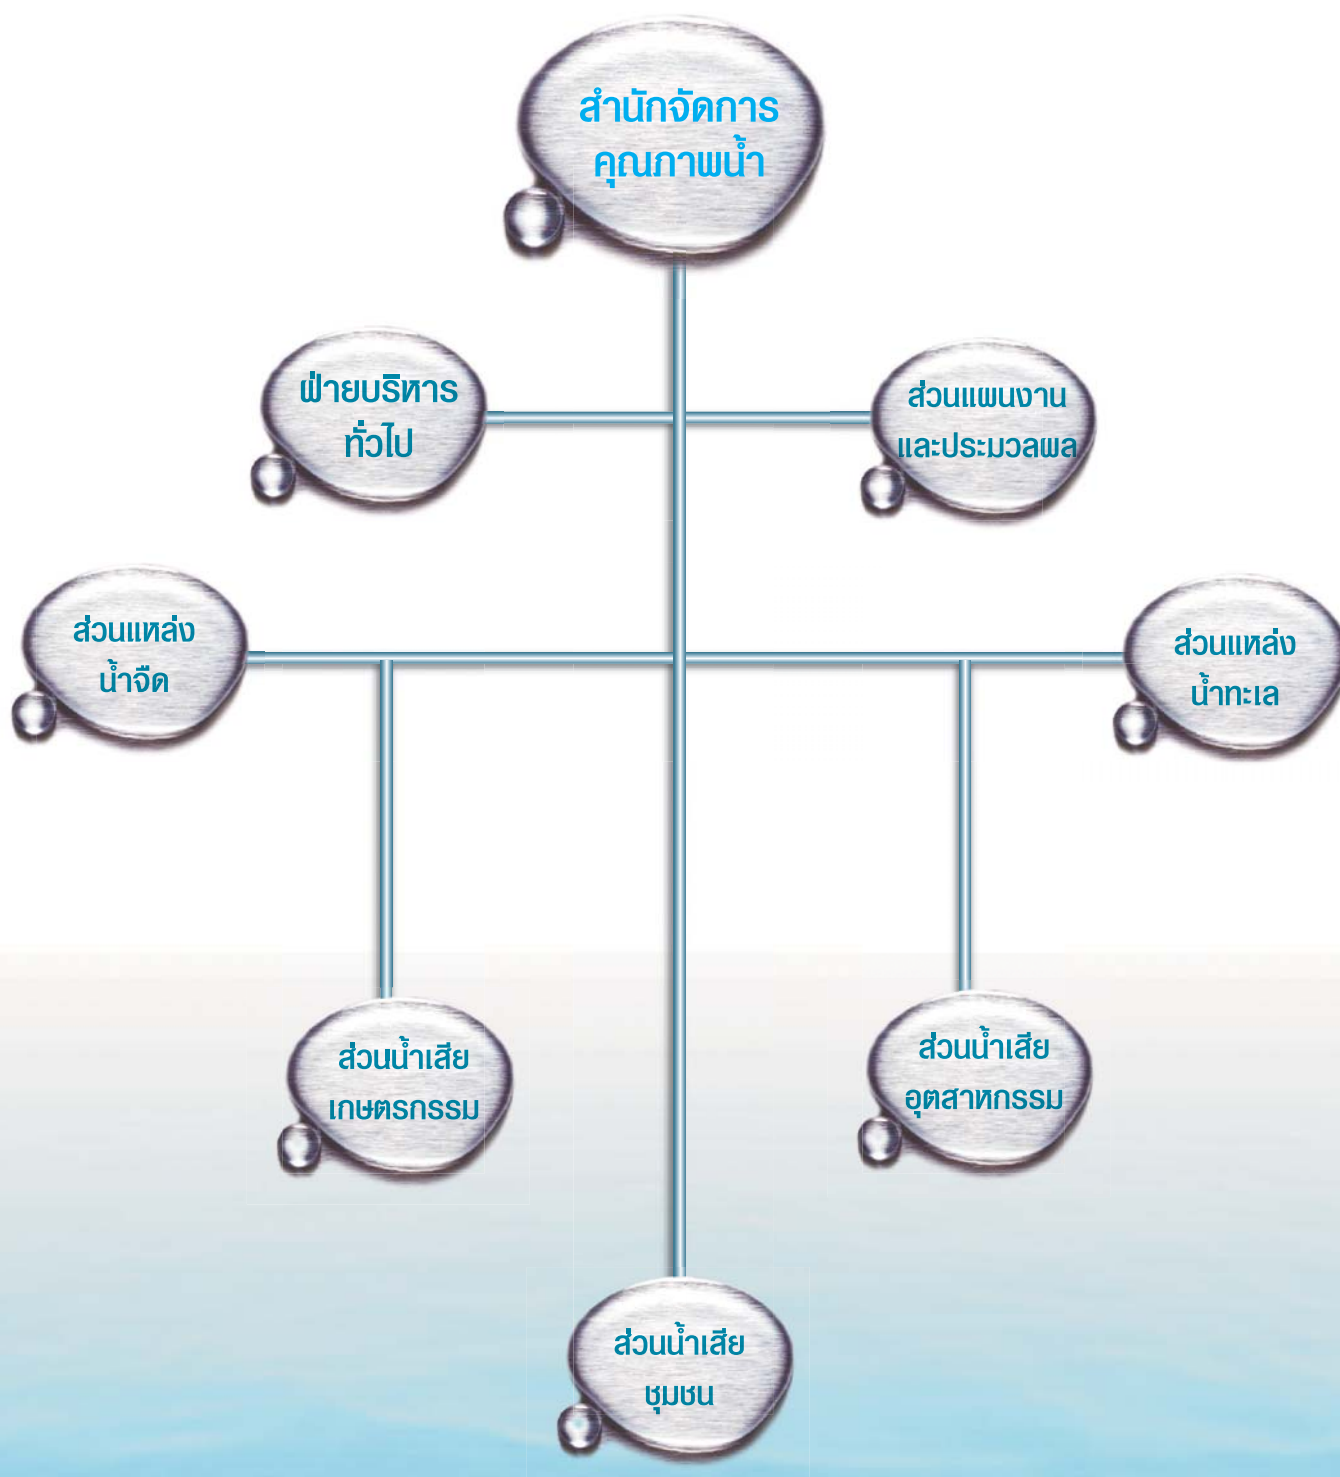 สำนักจัดการ
คุณภาพน้ำ
ฝ่ายบริหาร
ทั่วไป
ส่วนแผนงาน
และประมวลผล
ส่วนแหล่ง
น้ำจืด
ส่วนแหล่ง
น้ำทะเล
ส่วนน้ำเสีย
เกษตรกรรม
ส่วนน้ำเสีย
อุตสาหกรรม
ส่วนน้ำเสีย
ชุมชน